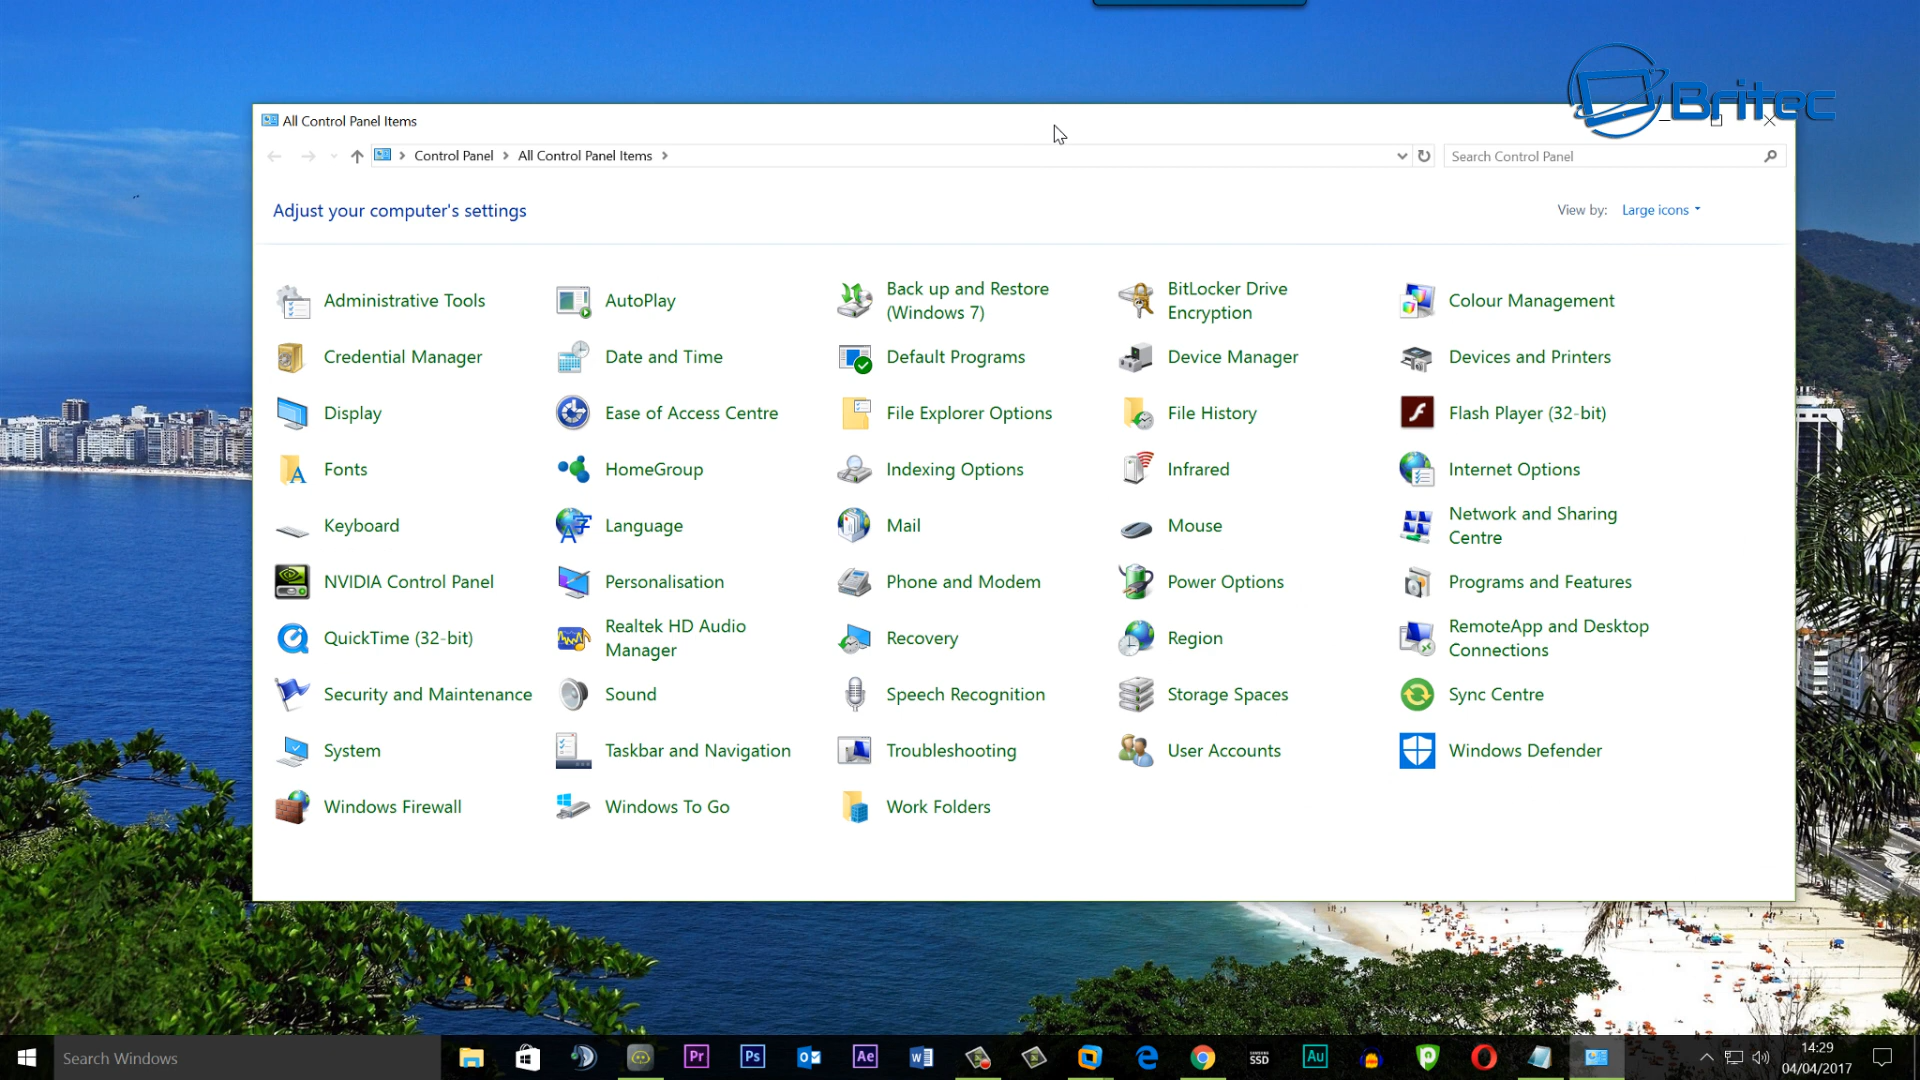 Britec
All Control Panel Items
Control Panel > All Control Panel Items >
Search Control Panel
Adjust your computer's settings
View by: Large icons
Administrative Tools
AutoPlay
Back up and Restore
(Windows 7)
BitLocker Drive
Encryption
Colour Management
Credential Manager
Date and Time
Default Programs
Device Manager
Devices and Printers
Display
Ease of Access Centre
File Explorer Options
File History
Flash Player (32-bit)
Fonts
HomeGroup
Indexing Options
Infrared
Internet Options
Keyboard
Language
Mail
Mouse
Network and Sharing
Centre
NVIDIA Control Panel
Personalisation
Phone and Modem
Power Options
Programs and Features
QuickTime (32-bit)
Realtek HD Audio
Manager
Recovery
Region
RemoteApp and Desktop
Connections
Security and Maintenance
Sound
Speech Recognition
Storage Spaces
Sync Centre
System
Taskbar and Navigation
Troubleshooting
User Accounts
Windows Defender
Windows Firewall
Windows To Go
Work Folders
Search Windows
Pr
Ps
Ae
SAMSUNG
SSD
Au
14:29
04/04/2017